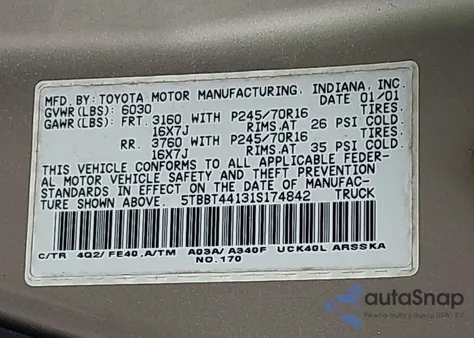 MFD. BY: TOYOTA MOTOR MANUFACTURING, INDIANA, INC.
GVWR (LBS): 6030 DATE 01/01
GAWR (LBS): FRT. 3160 WITH P245/70R16 TIRES.
16X7J RIMS.AT 26 PSI COLD.
RR. 3760 WITH P245/70R16 TIRES.
16X7J RIMS.AT 35 PSI COLD.
THIS VEHICLE CONFORMS TO ALL APPLICABLE FEDER-
AL MOTOR VEHICLE SAFETY AND THEFT PREVENTION
STANDARDS IN EFFECT ON THE DATE OF MANUFAC-
TURE SHOWN ABOVE. 5TBBT44131S174842 TRUCK
C/TR 4Q2/FE40,A/TM A03A/A340F UCK40L ARSSKA
NO.170
autoSnap